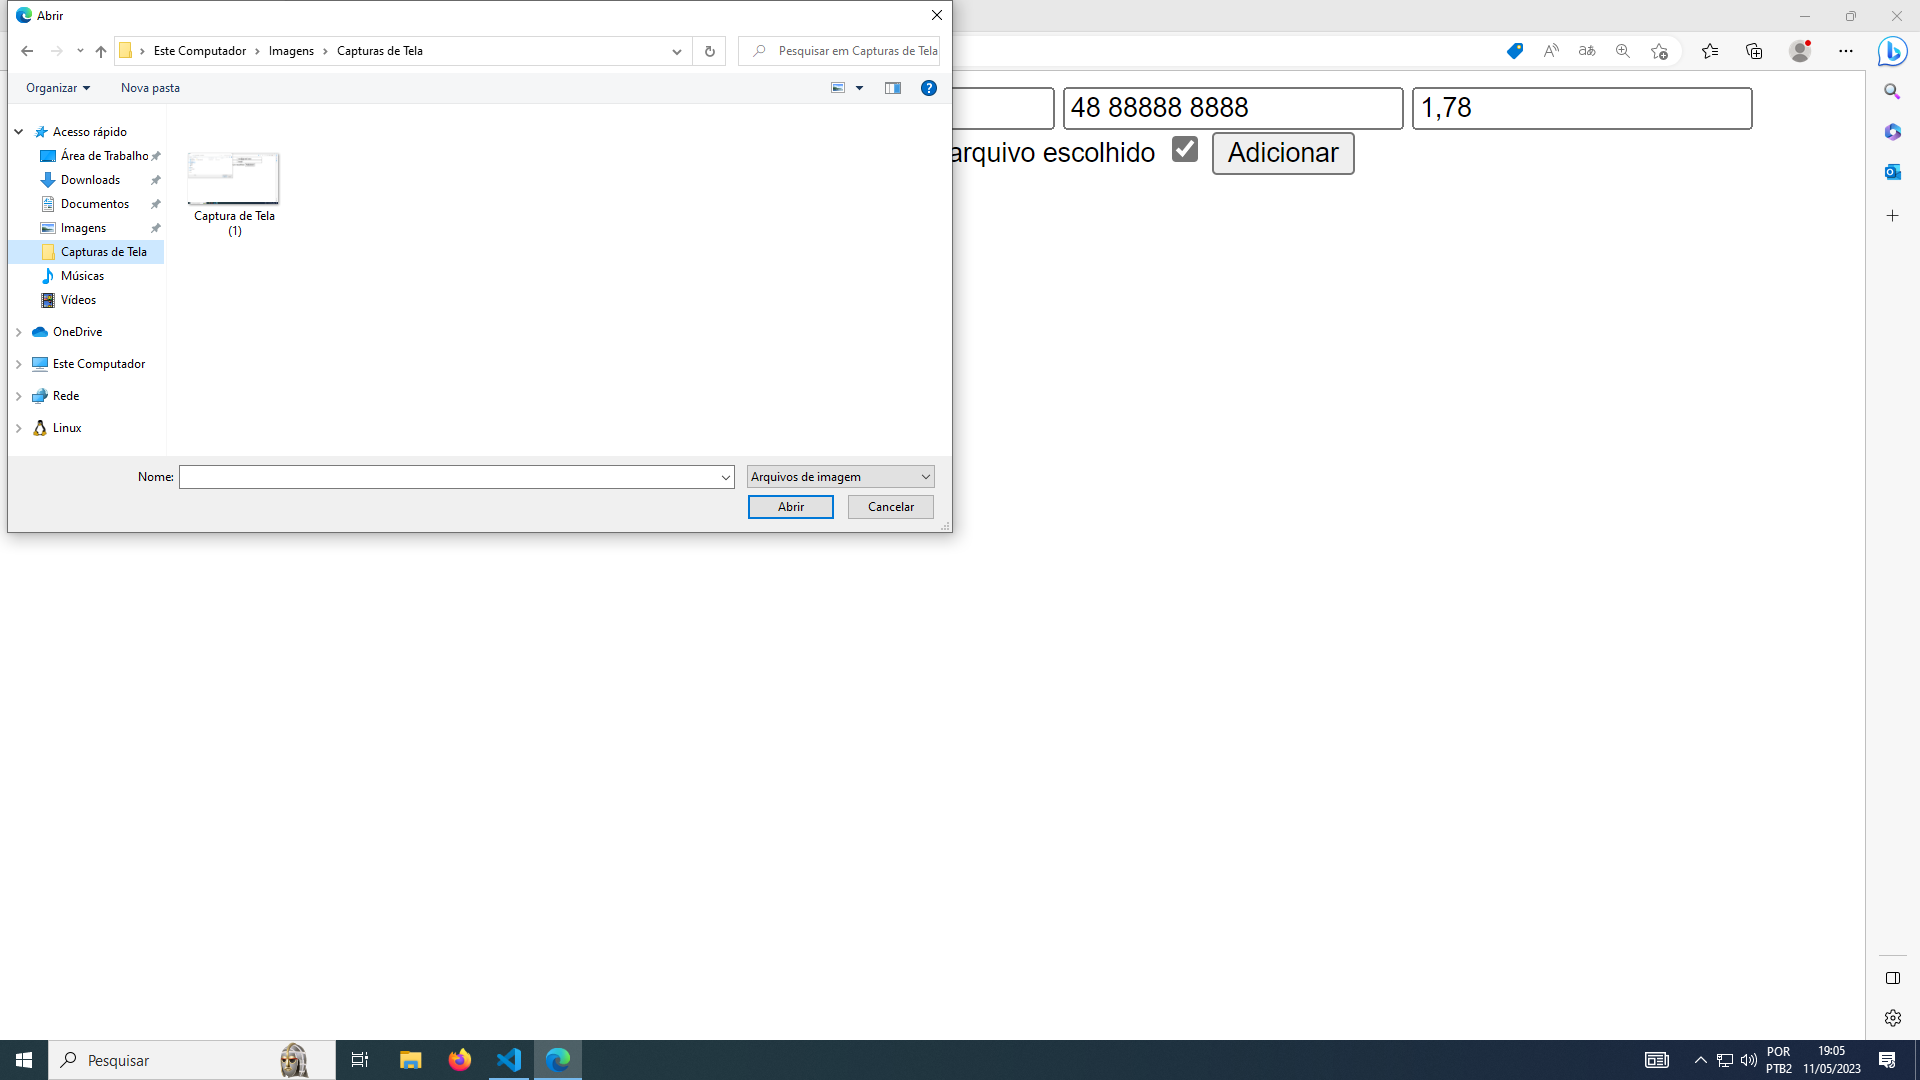 Abrir
Este Computador
Imagens
Capturas de Tela
Pesquisar em Capturas de Tela
Organizar
Nova pasta
Acesso rápido
Área de Trabalho
Downloads
Documentos
Imagens
Capturas de Tela
Músicas
Vídeos
OneDrive
Este Computador
Rede
Linux
Captura de Tela
(1)
Nome:
Arquivos de imagem
Abrir
Cancelar
48 88888 8888
1,78
arquivo escolhido
Adicionar
Pesquisar
POR
PTB2
19:05
11/05/2023